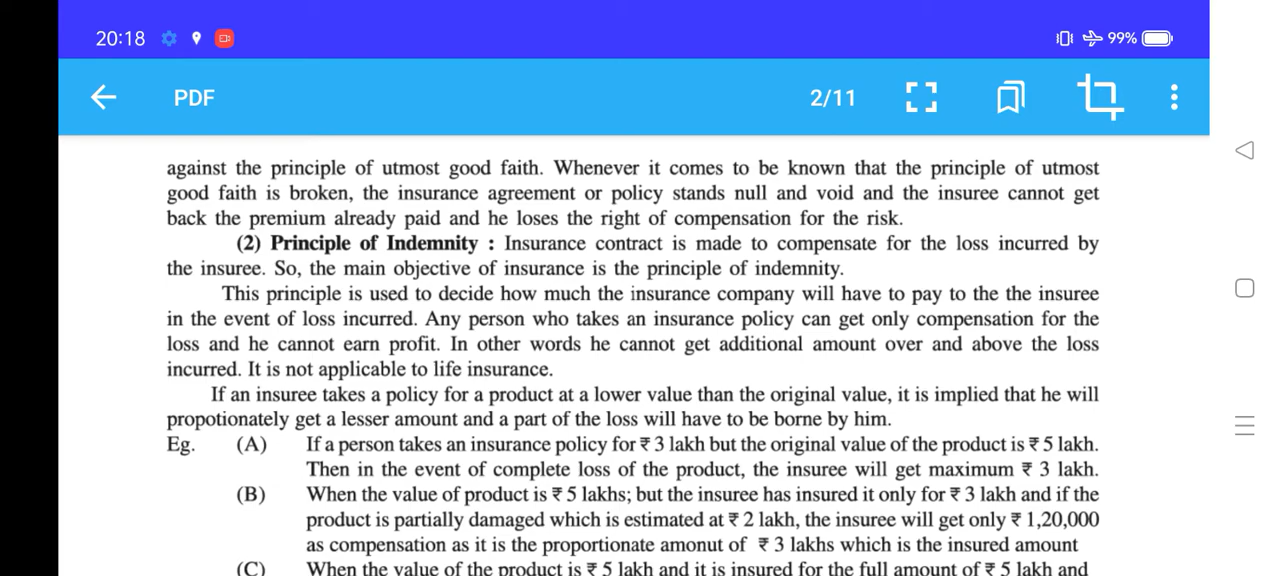 20:18 99%
PDF 2/11
against the principle of utmost good faith. Whenever it comes to be known that the principle of utmost
good faith is broken, the insurance agreement or policy stands null and void and the insuree cannot get
back the premium already paid and he loses the right of compensation for the risk.
(2) Principle of Indemnity : Insurance contract is made to compensate for the loss incurred by
the insuree. So, the main objective of insurance is the principle of indemnity.
This principle is used to decide how much the insurance company will have to pay to the the insuree
in the event of loss incurred. Any person who takes an insurance policy can get only compensation for the
loss and he cannot earn profit. In other words he cannot get additional amount over and above the loss
incurred. It is not applicable to life insurance.
If an insuree takes a policy for a product at a lower value than the original value, it is implied that he will
propotionately get a lesser amount and a part of the loss will have to be borne by him.
Eg. (A) If a person takes an insurance policy for ₹ 3 lakh but the original value of the product is ₹ 5 lakh.
Then in the event of complete loss of the product, the insuree will get maximum ₹ 3 lakh.
(B) When the value of product is ₹ 5 lakhs; but the insuree has insured it only for ₹ 3 lakh and if the
product is partially damaged which is estimated at ₹ 2 lakh, the insuree will get only ₹ 1,20,000
as compensation as it is the proportionate amonut of ₹ 3 lakhs which is the insured amount
(C) When the value of the product is ₹ 5 lakh and it is insured for the full amount of ₹ 5 lakh and